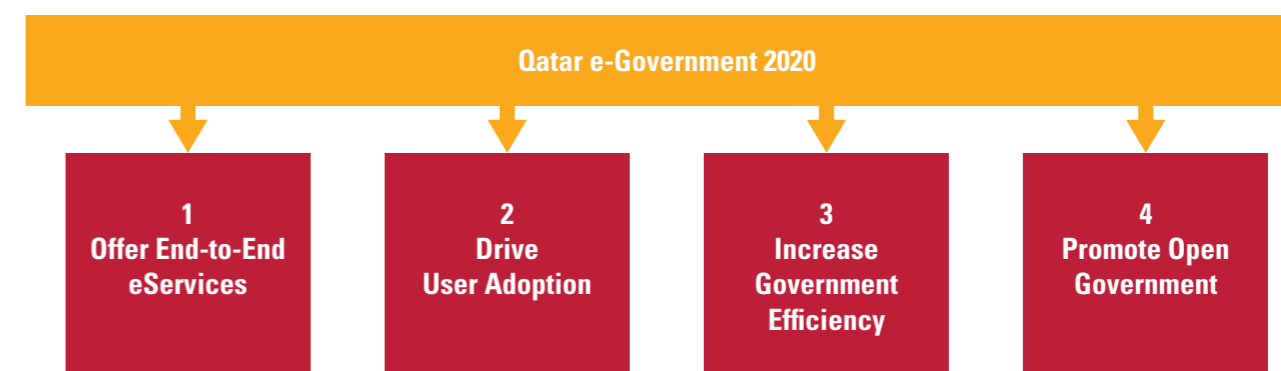 Qatar e-Government 2020
1
Offer End-to-End
eServices
2
Drive
User Adoption
3
Increase
Government
Efficiency
4
Promote Open
Government